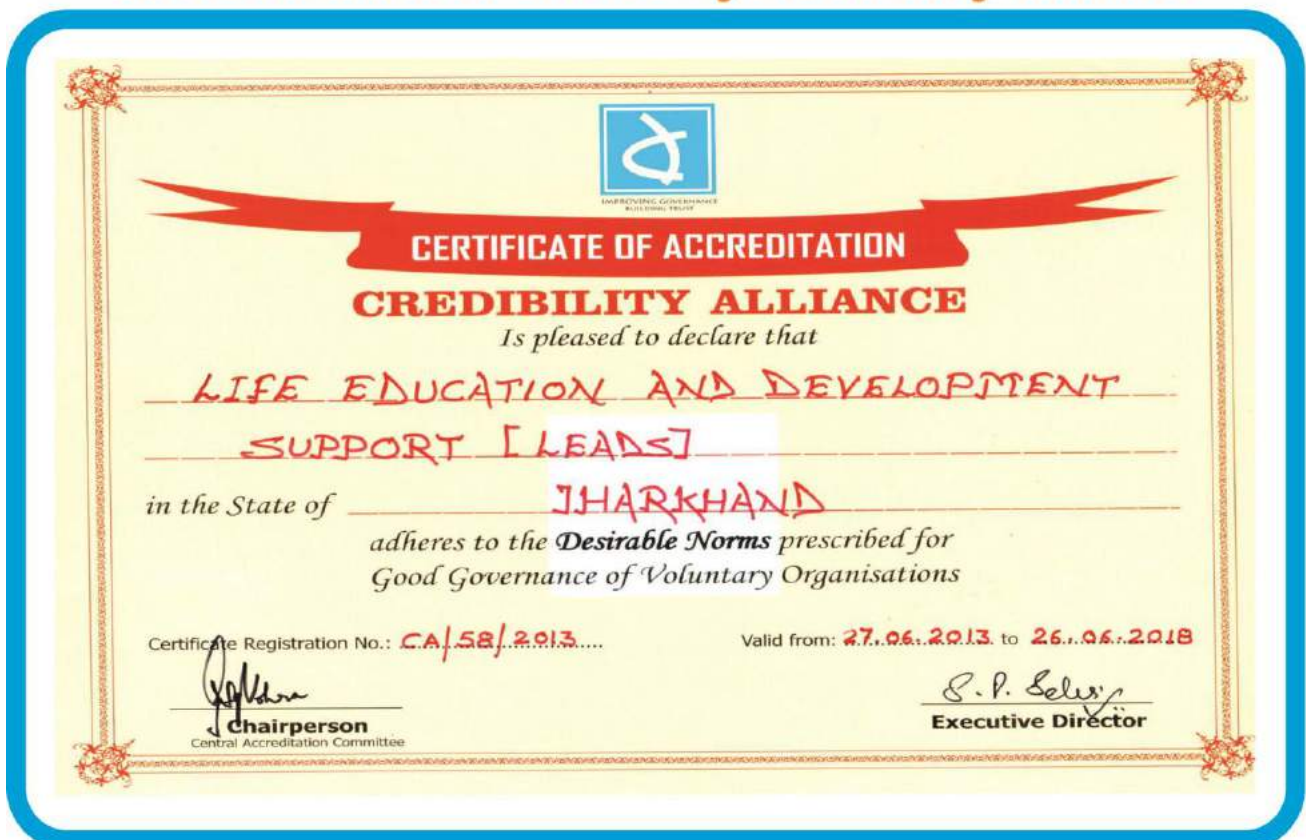 IMPROVING GOVERNANCE
BUILDING TRUST
CERTIFICATE OF ACCREDITATION
CREDIBILITY ALLIANCE
Is pleased to declare that
LIFE EDUCATION AND DEVELOPMENT
SUPPORT [LEADS]
in the State of JHARKHAND
adheres to the Desirable Norms prescribed for
Good Governance of Voluntary Organisations
Certificate Registration No.: CA/58/2013 Valid from: 27.06.2013 to 26.06.2018
Chairperson
Central Accreditation Committee
S. P. Selvi
Executive Director